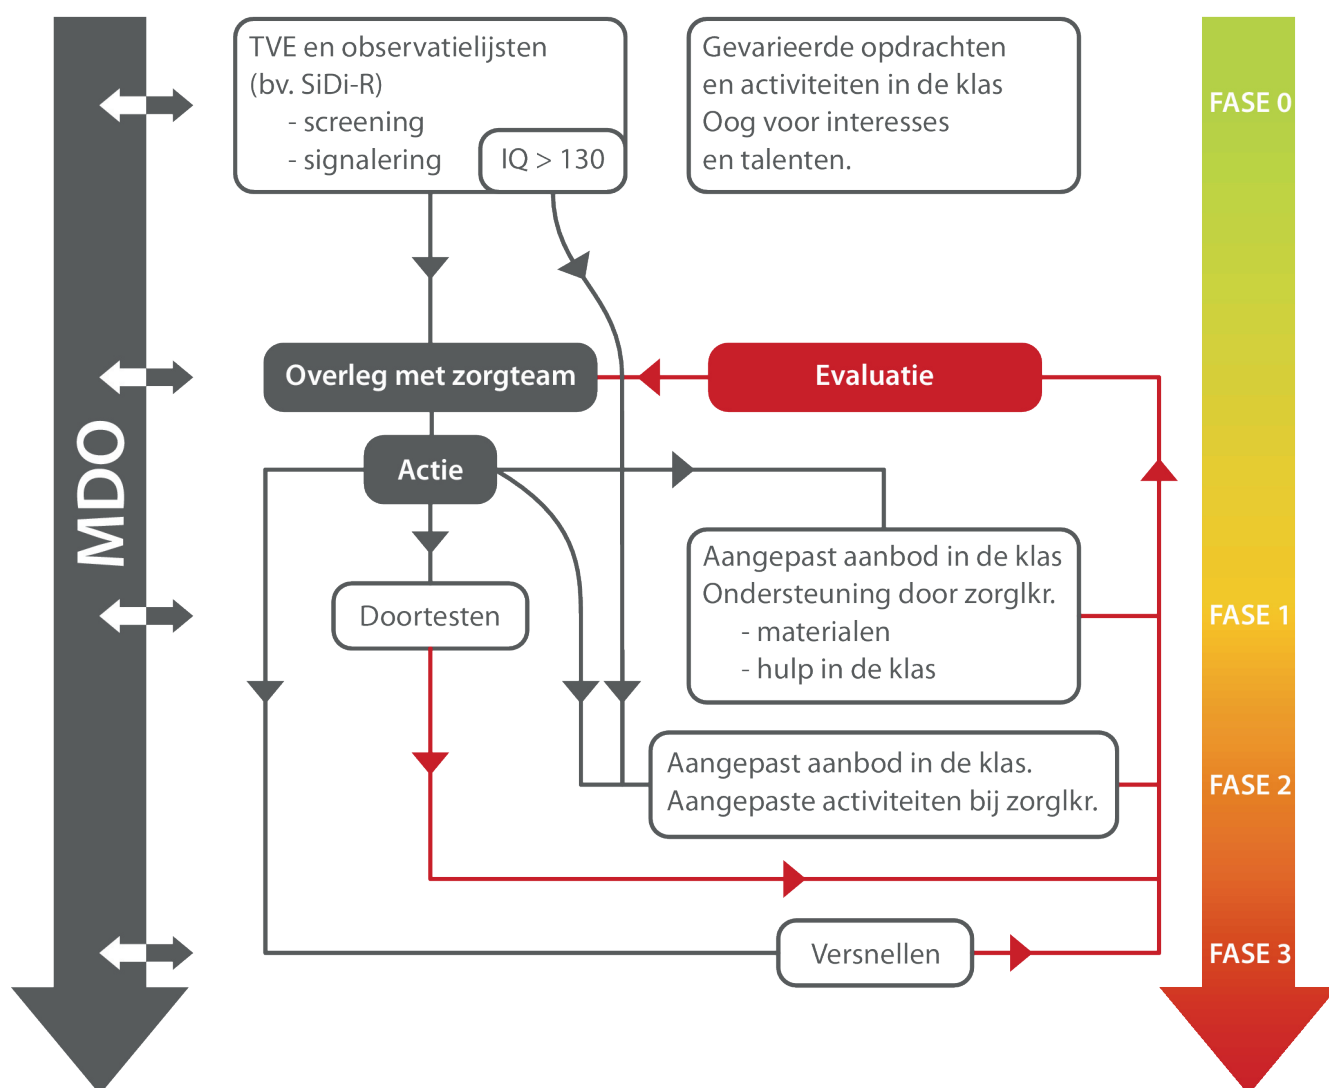 TVE en observatielijsten
(bv. SiDi-R)
- screening
- signalering
IQ > 130
Gevarieerde opdrachten
en activiteiten in de klas
Oog voor interesses
en talenten.
FASE 0
Overleg met zorgteam
Evaluatie
MDO
Actie
Aangepast aanbod in de klas
Ondersteuning door zorglkr.
- materialen
- hulp in de klas
Doortesten
FASE 1
Aangepast aanbod in de klas.
Aangepaste activiteiten bij zorglkr.
FASE 2
Versnellen
FASE 3